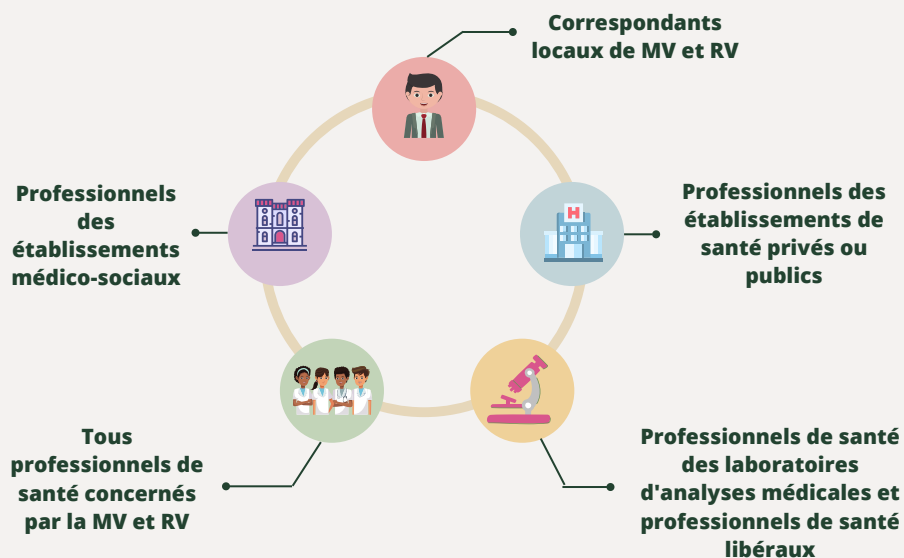 Correspondants
locaux de MV et RV
Professionnels
des
établissements
médico-sociaux
Professionnels des
établissements de
santé privés ou
publics
H
Tous
professionnels de
santé concernés
par la MV et RV
Professionnels de santé
des laboratoires
d'analyses médicales et
professionnels de santé
libéraux